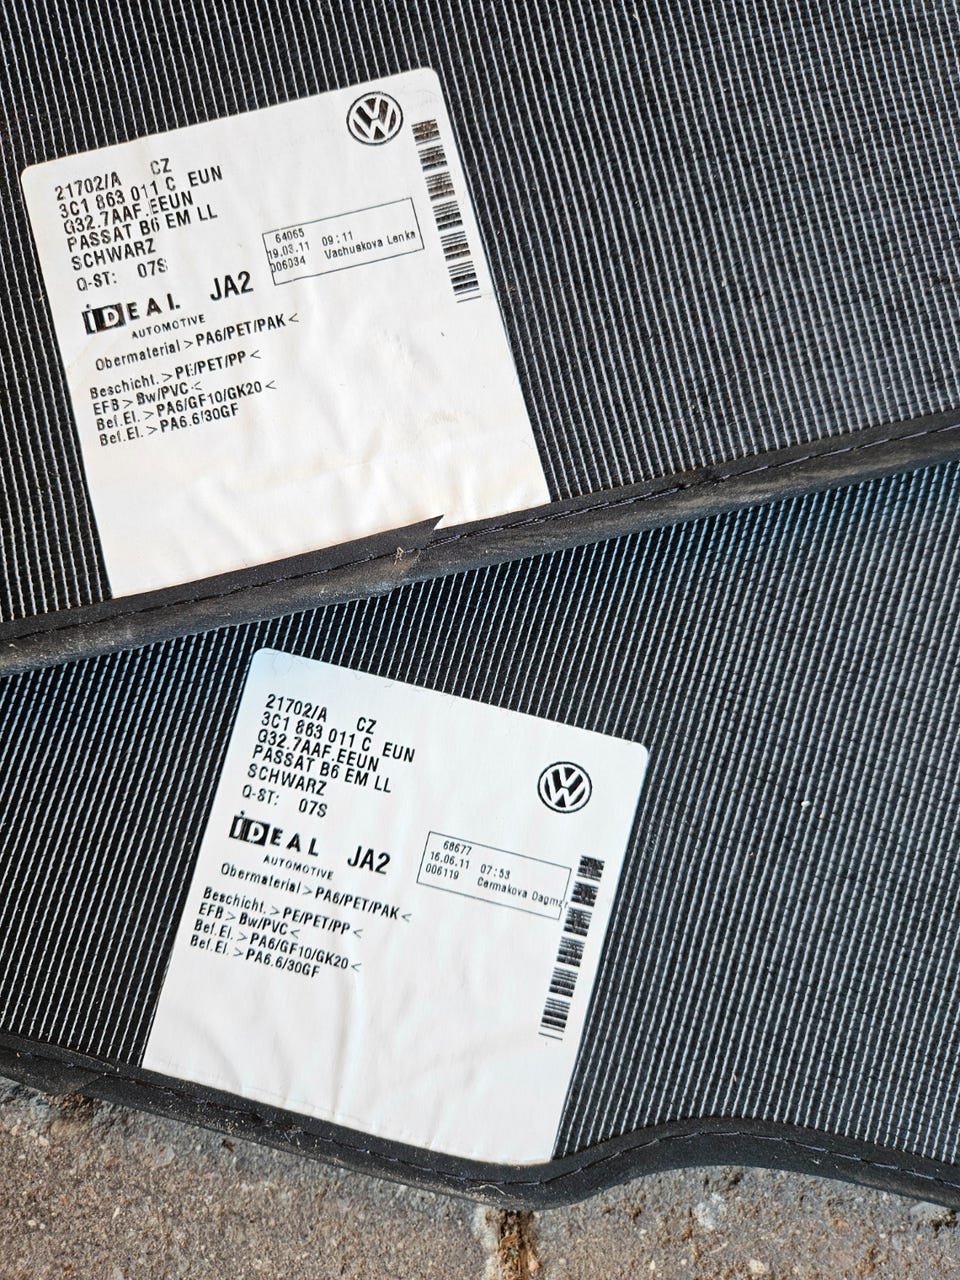 21702/A CZ
3C1 863 011 C EUN
G32.7AAF.EEUN
PASSAT B6 EM LL
SCHWARZ
Q-ST: 07S
IDEAL JA2
AUTOMOTIVE
64065
19.03.11 09:11
006034 Vachuskova Lenka
Obermaterial >PA6/PET/PAK<
Beschicht. >PE/PET/PP<
EFB >Bw/PVC<
Bef.El. >PA6/GF10/GK20<
Bef.El. >PA6.6/30GF
21702/A CZ
3C1 863 011 C EUN
G32.7AAF.EEUN
PASSAT B6 EM LL
SCHWARZ
Q-ST: 07S
IDEAL JA2
AUTOMOTIVE
68677
16.06.11 07:53
006119 Cermakova Dagmar
Obermaterial >PA6/PET/PAK<
Beschicht. >PE/PET/PP<
EFB >Bw/PVC<
Bef.El. >PA6/GF10/GK20<
Bef.El. >PA6.6/30GF